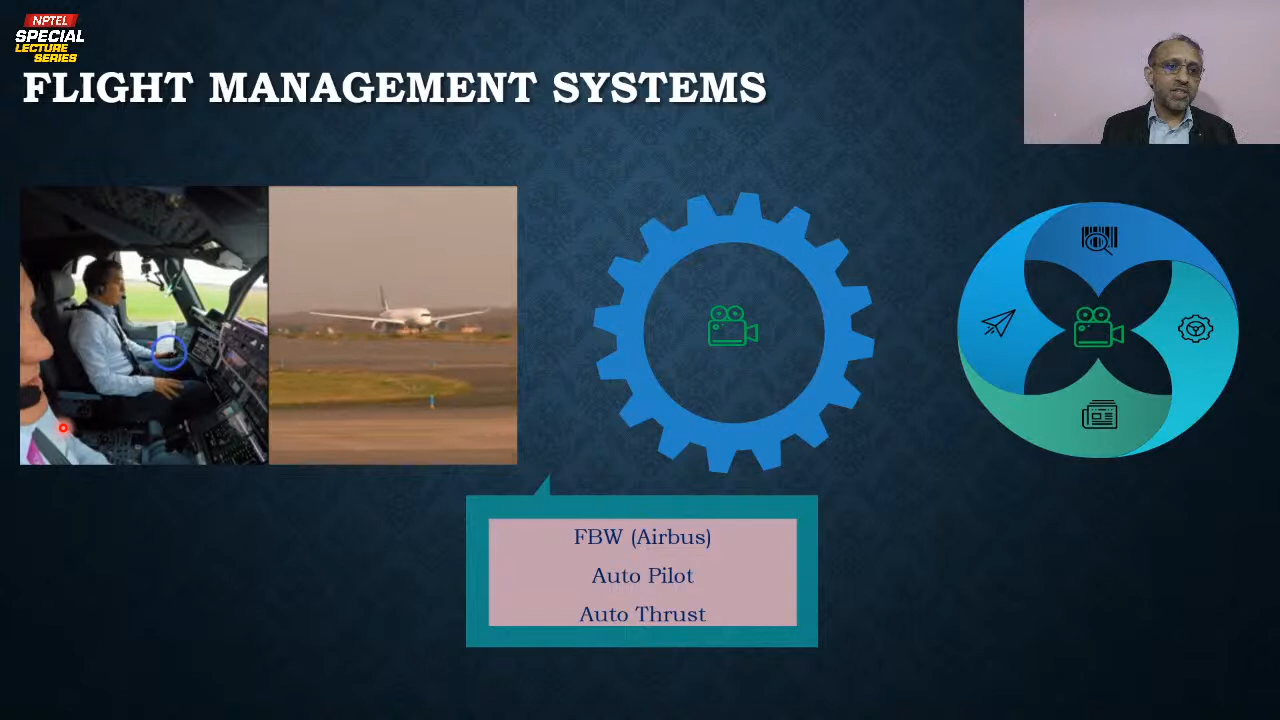 NPTEL
SPECIAL
LECTURE
SERIES
FLIGHT MANAGEMENT SYSTEMS
FBW (Airbus)
Auto Pilot
Auto Thrust